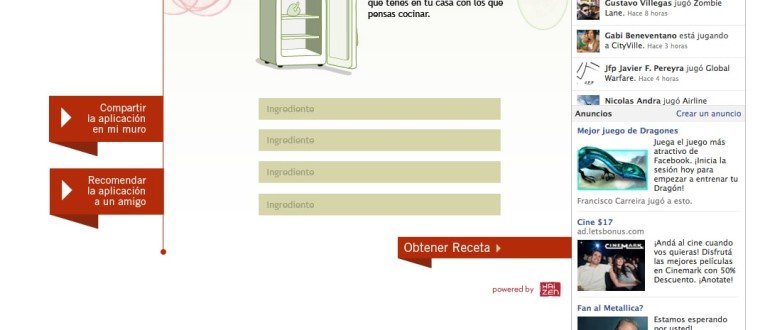 que tenés en tu casa con los que
pensas cocinar.
Compartir
la aplicación
en mi muro
Recomendar
la aplicación
a un amigo
Ingrediente
Ingrediente
Ingrediente
Ingrediente
Obtener Receta
powered by
HAI
ZEN
Gustavo Villegas jugó Zombie
Lane. Hace 8 horas
Gabi Beneventano está jugando
a CityVille. Hace 3 horas
Jfp Javier F. Pereyra jugó Global
Warfare. Hace 4 horas
Nicolas Andra jugó Airline
Anuncios
Crear un anuncio
Mejor juego de Dragones
Juega el juego más
atractivo de
Facebook. ¡Inicia la
sesión hoy para
empezar a entrenar tu
Dragón!
Francisco Carreira jugó a esto.
Cine $17
ad.letsbonus.com
CINEMARK
¡Andá al cine cuando
vos quieras! Disfrutá
las mejores películas
en Cinemark con 50%
Descuento. ¡Anotate!
Fan al Metallica?
Estamos esperando
por usted!